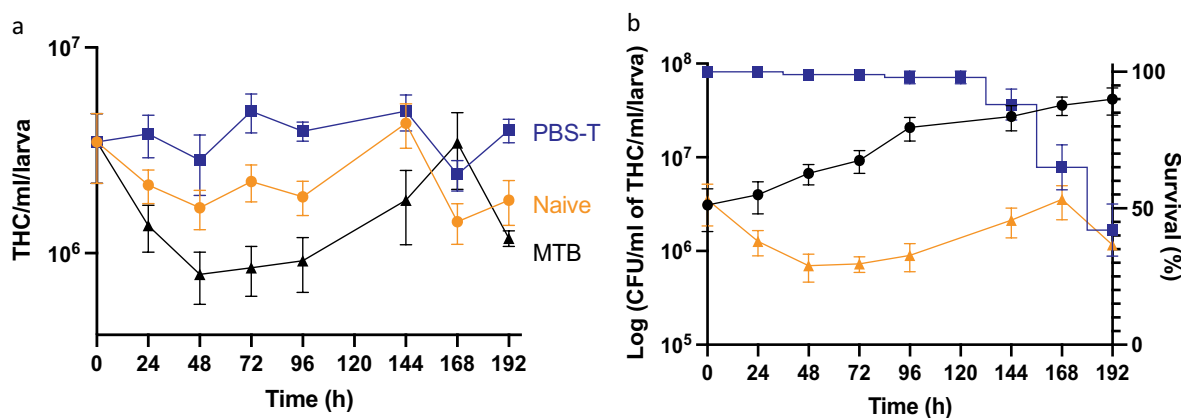 a
THC/ml/larva
10⁷
10⁶
PBS-T
Naive
MTB
0 24 48 72 96 120 144 168 192
Time (h)
b
Log (CFU/ml of THC/ml/larva)
10⁸
10⁷
10⁶
10⁵
100
50
0
Survival (%)
0 24 48 72 96 120 144 168 192
Time (h)